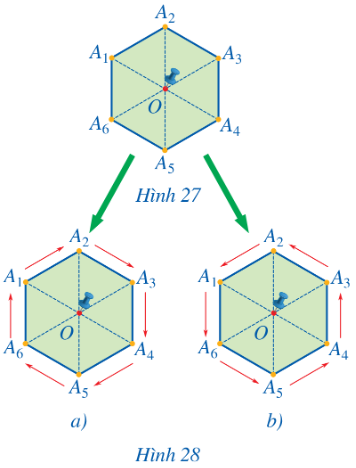 A₂
A₁ A₃
O
A₆ A₄
A₅
Hình 27
A₂ A₂
A₁ A₃ A₁ A₃
O O
A₆ A₄ A₆ A₄
A₅ A₅
a) b)
Hình 28